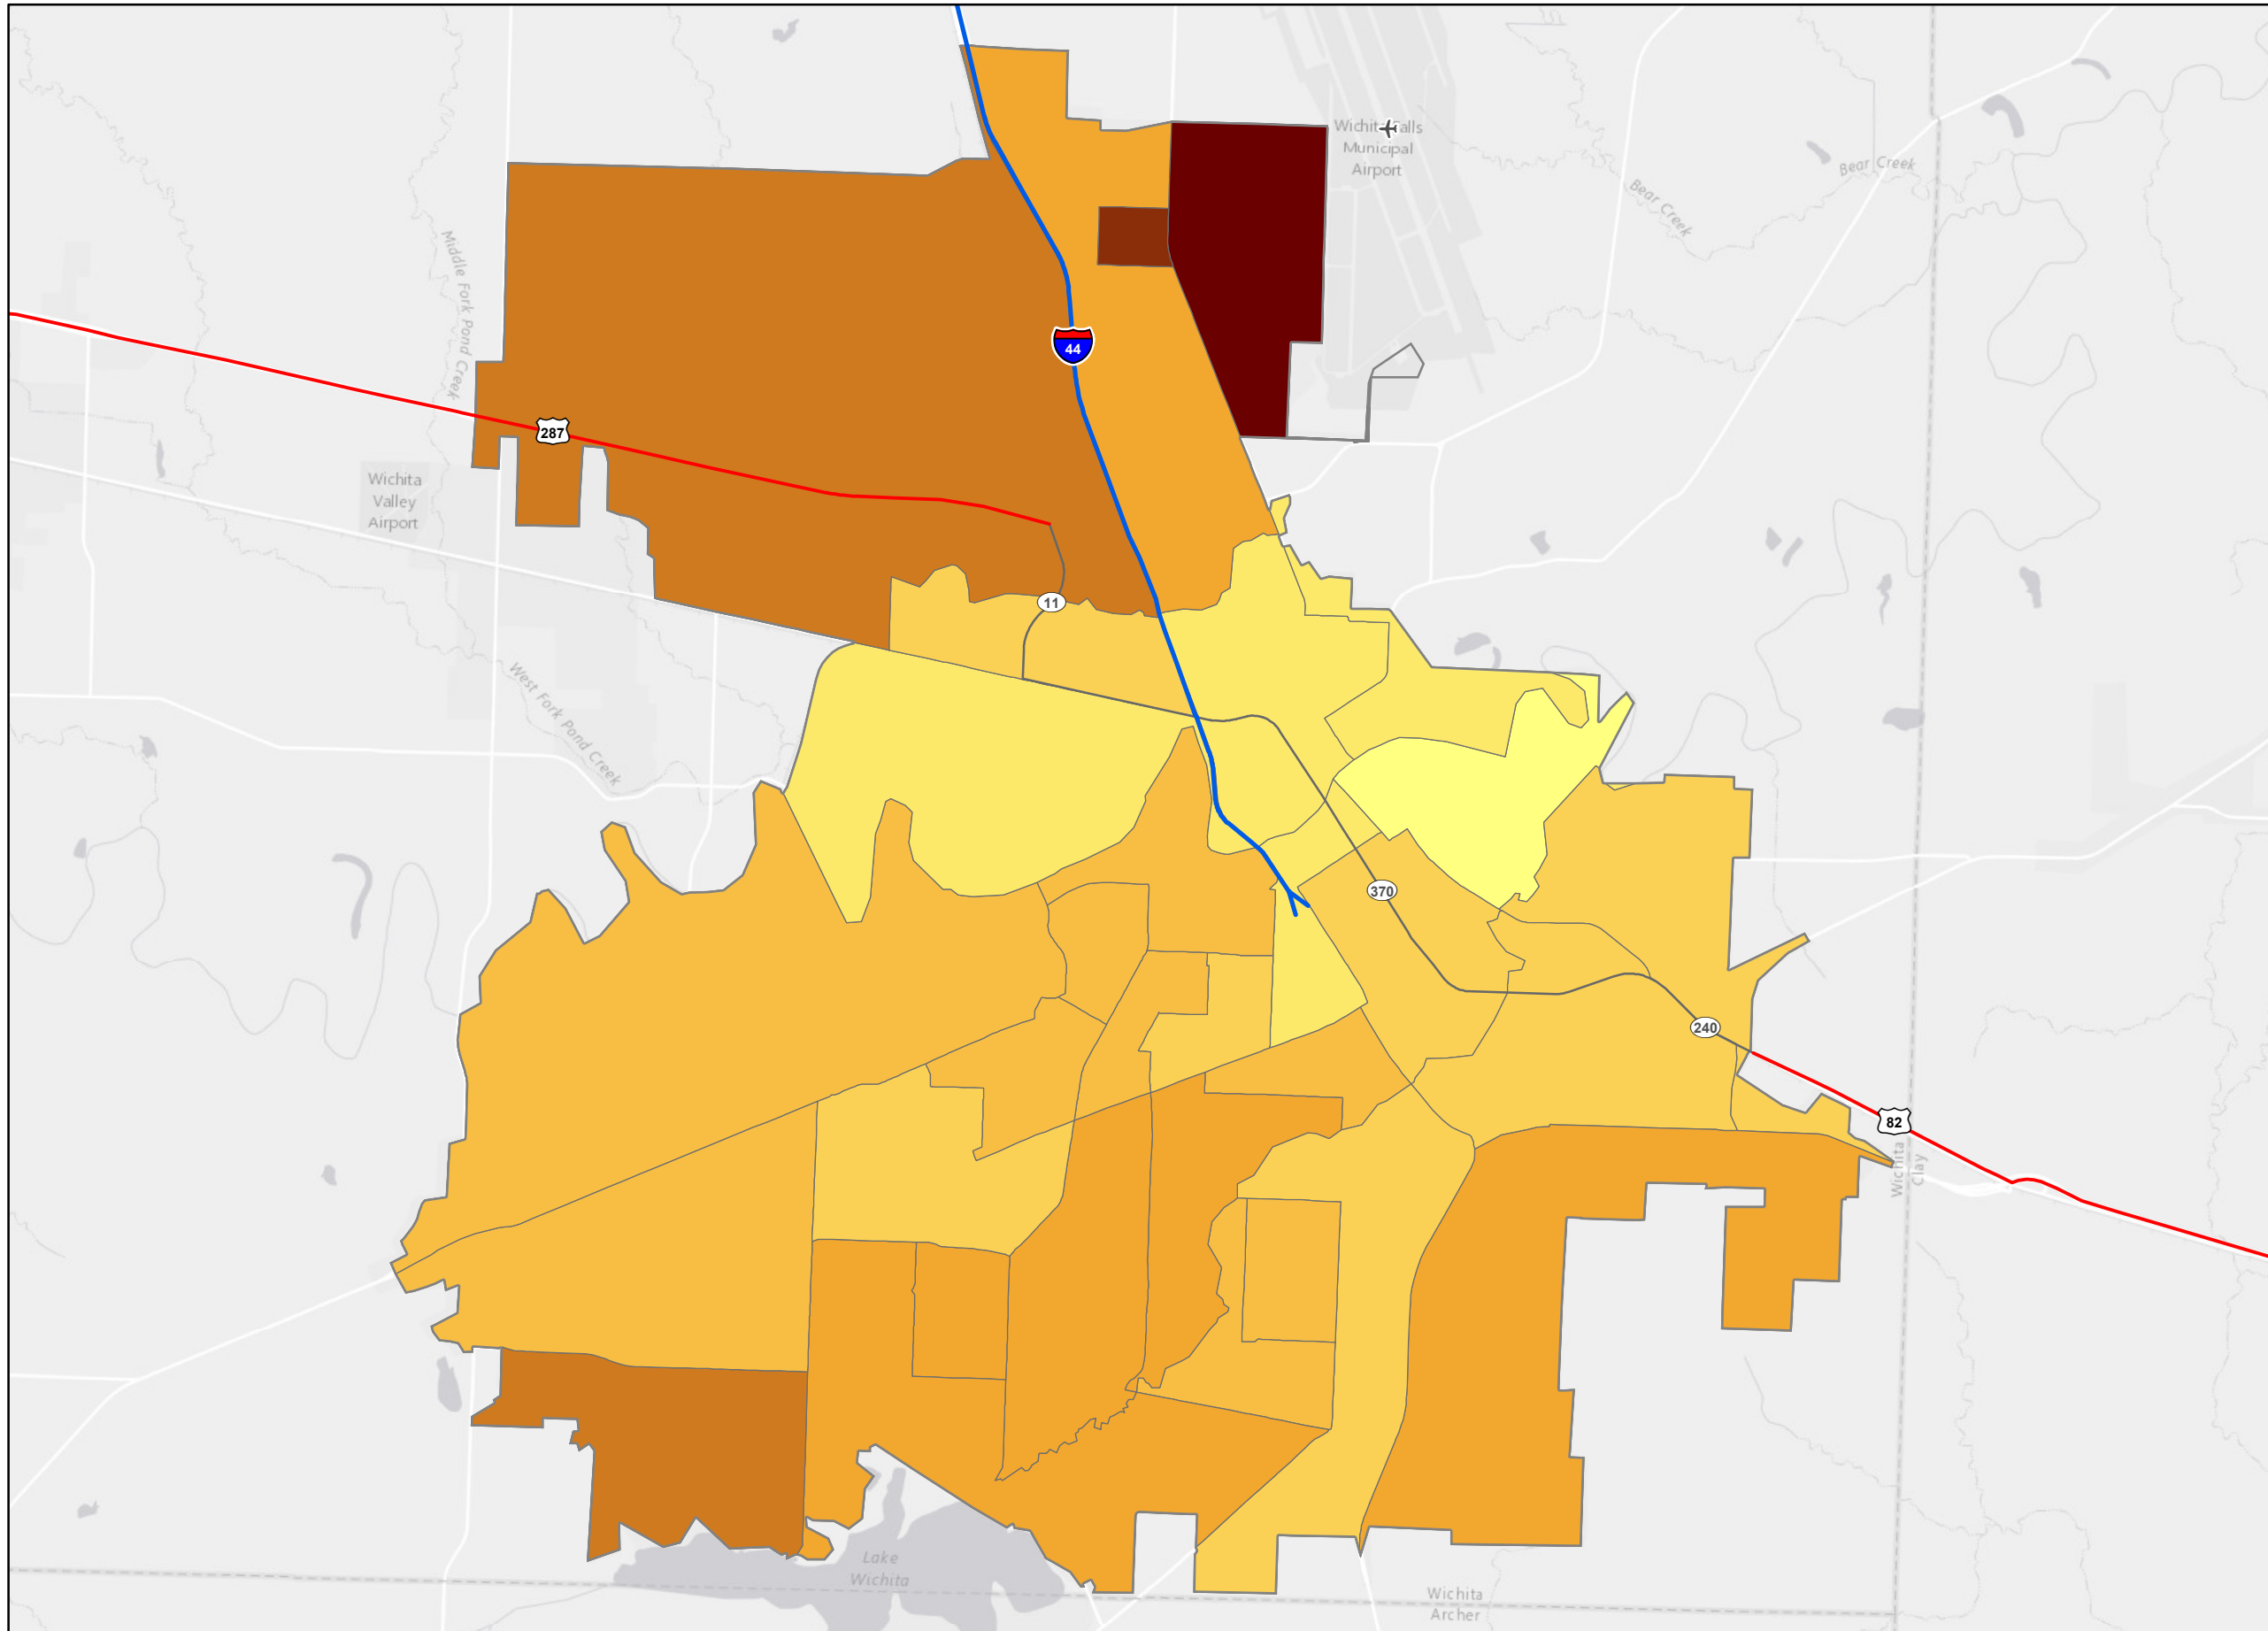 Wichita Falls
Municipal
Airport
Bear Creek
Bear Creek
Middle Fork Pond Creek
44
287
Wichita
Valley
Airport
11
West Fork Pond Creek
370
240
82
Wichita
Clay
Lake
Wichita
Wichita
Archer